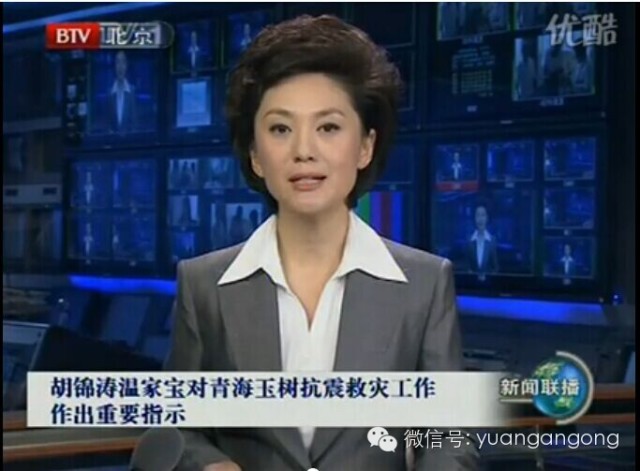 BTV 北京
优酷
胡锦涛温家宝对青海玉树抗震救灾工作
作出重要指示
新闻联播
微信号: yuangangong